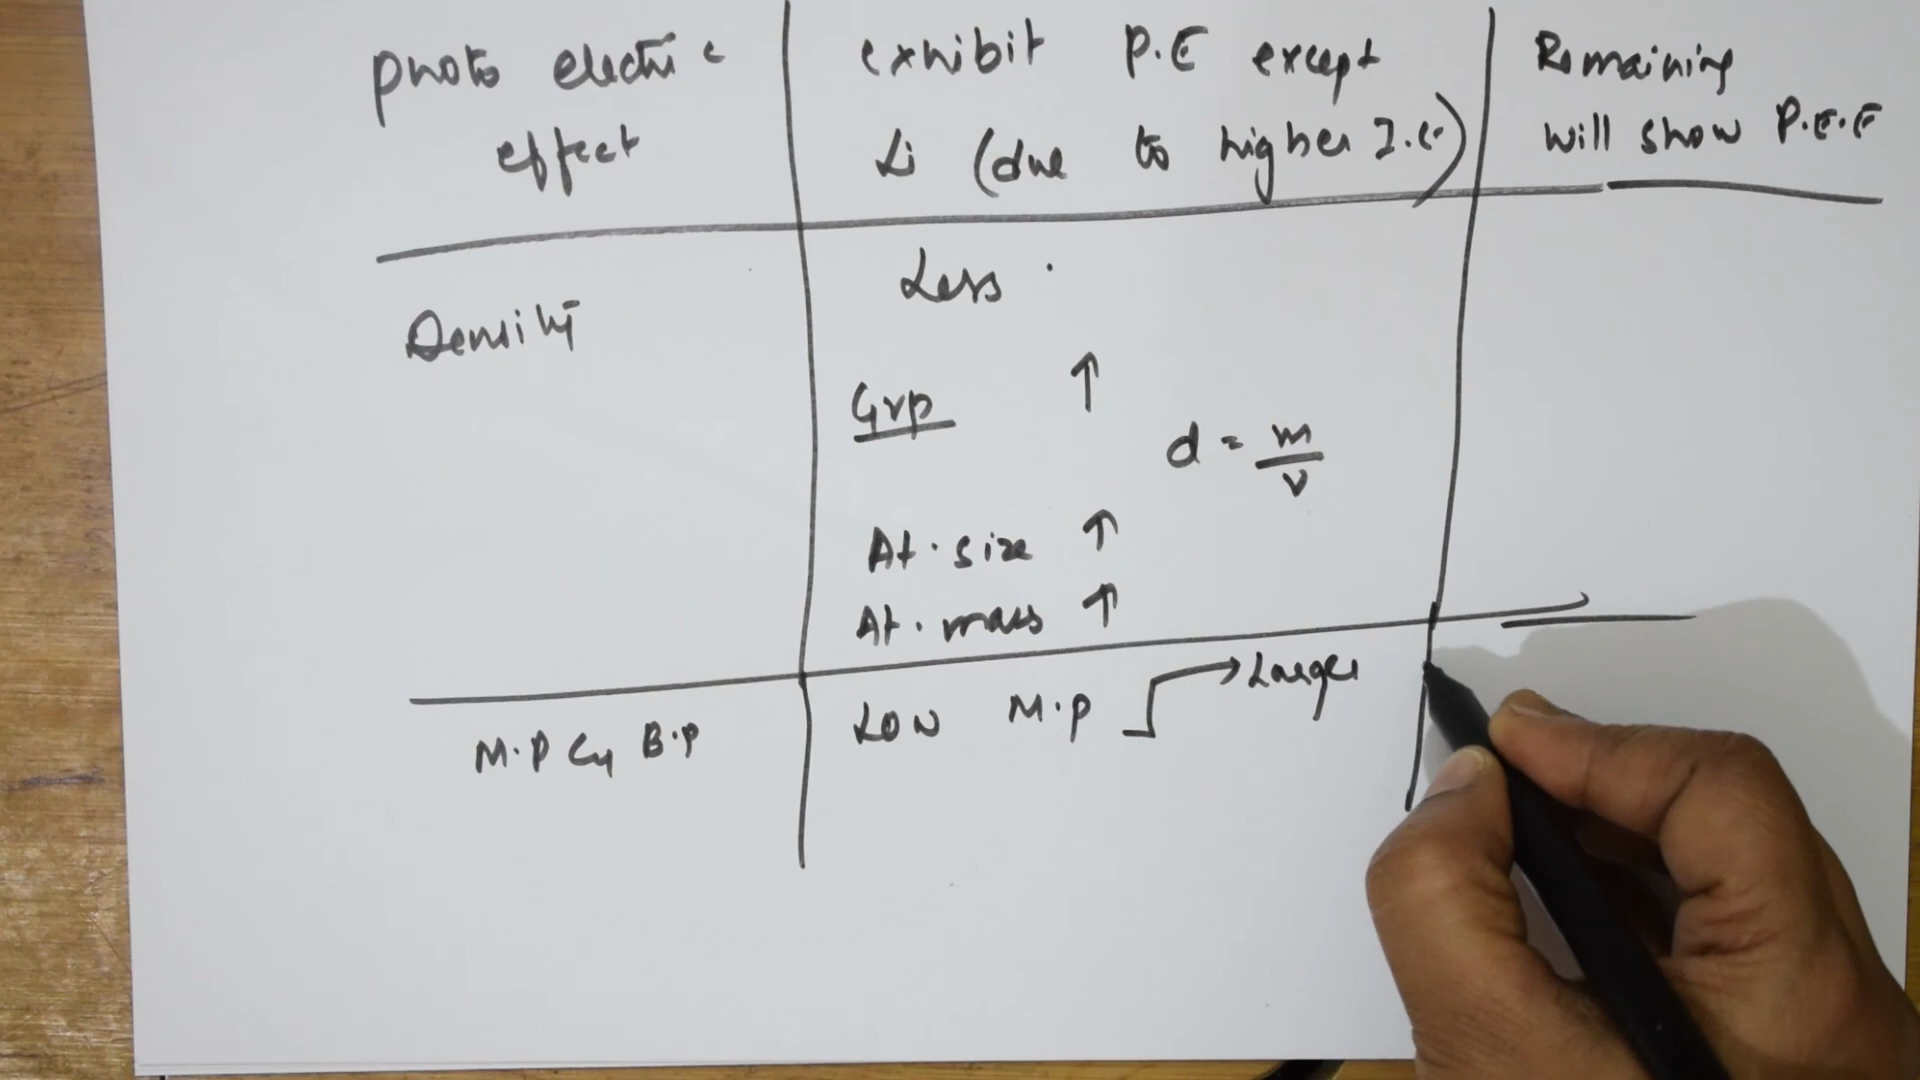 photo electric
effect
exhibit P.E except
Li (due to higher I.E)
Remaining
will show P.E.E
Density
Less
Grp ↑
d = m/v
At. size ↑
At. mass ↑
M.P & B.P
LOW M.P → Larger